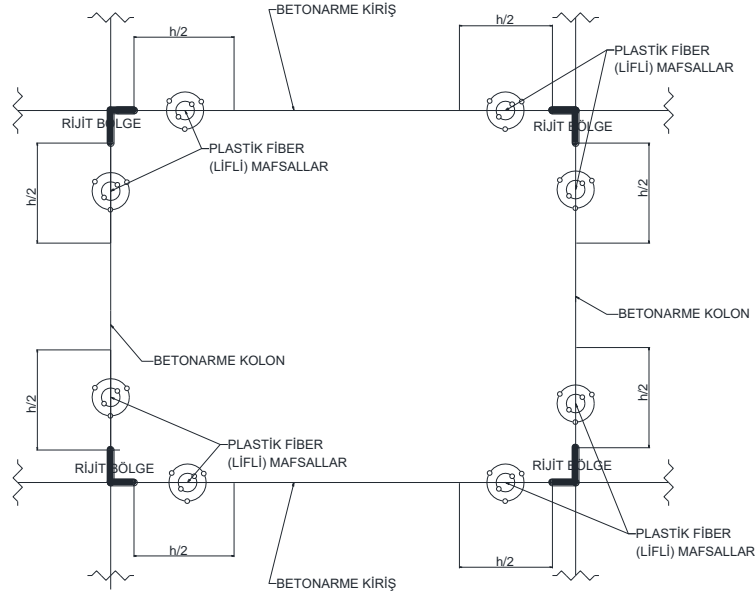 BETONARME KİRİŞ
h/2
h/2
PLASTİK FİBER
(LİFLİ) MAFSALLAR
RİJİT BÖLGE
RİJİT BÖLGE
PLASTİK FİBER
(LİFLİ) MAFSALLAR
h/2
h/2
BETONARME KOLON
BETONARME KOLON
h/2
h/2
PLASTİK FİBER
(LİFLİ) MAFSALLAR
RİJİT BÖLGE
RİJİT BÖLGE
PLASTİK FİBER
(LİFLİ) MAFSALLAR
h/2
h/2
BETONARME KİRİŞ